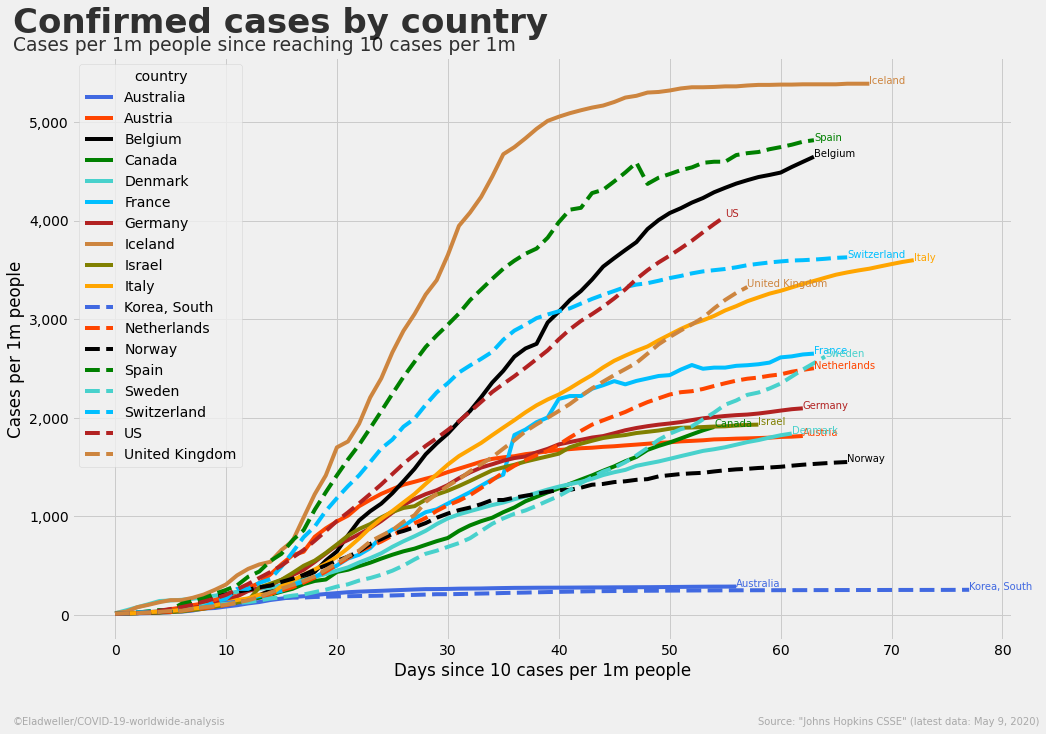 Confirmed cases by country
Cases per 1m people since reaching 10 cases per 1m
country
Australia
Austria
Belgium
Canada
Denmark
France
Germany
Iceland
Israel
Italy
Korea, South
Netherlands
Norway
Spain
Sweden
Switzerland
US
United Kingdom
Cases per 1m people
5,000
4,000
3,000
2,000
1,000
0
Iceland
Spain
Belgium
US
Switzerland
Italy
United Kingdom
France
Sweden
Netherlands
Germany
Canada
Israel
Denmark
Austria
Norway
Australia
Korea, South
0 10 20 30 40 50 60 70 80
Days since 10 cases per 1m people
©Eladweller/COVID-19-worldwide-analysis
Source: "Johns Hopkins CSSE" (latest data: May 9, 2020)